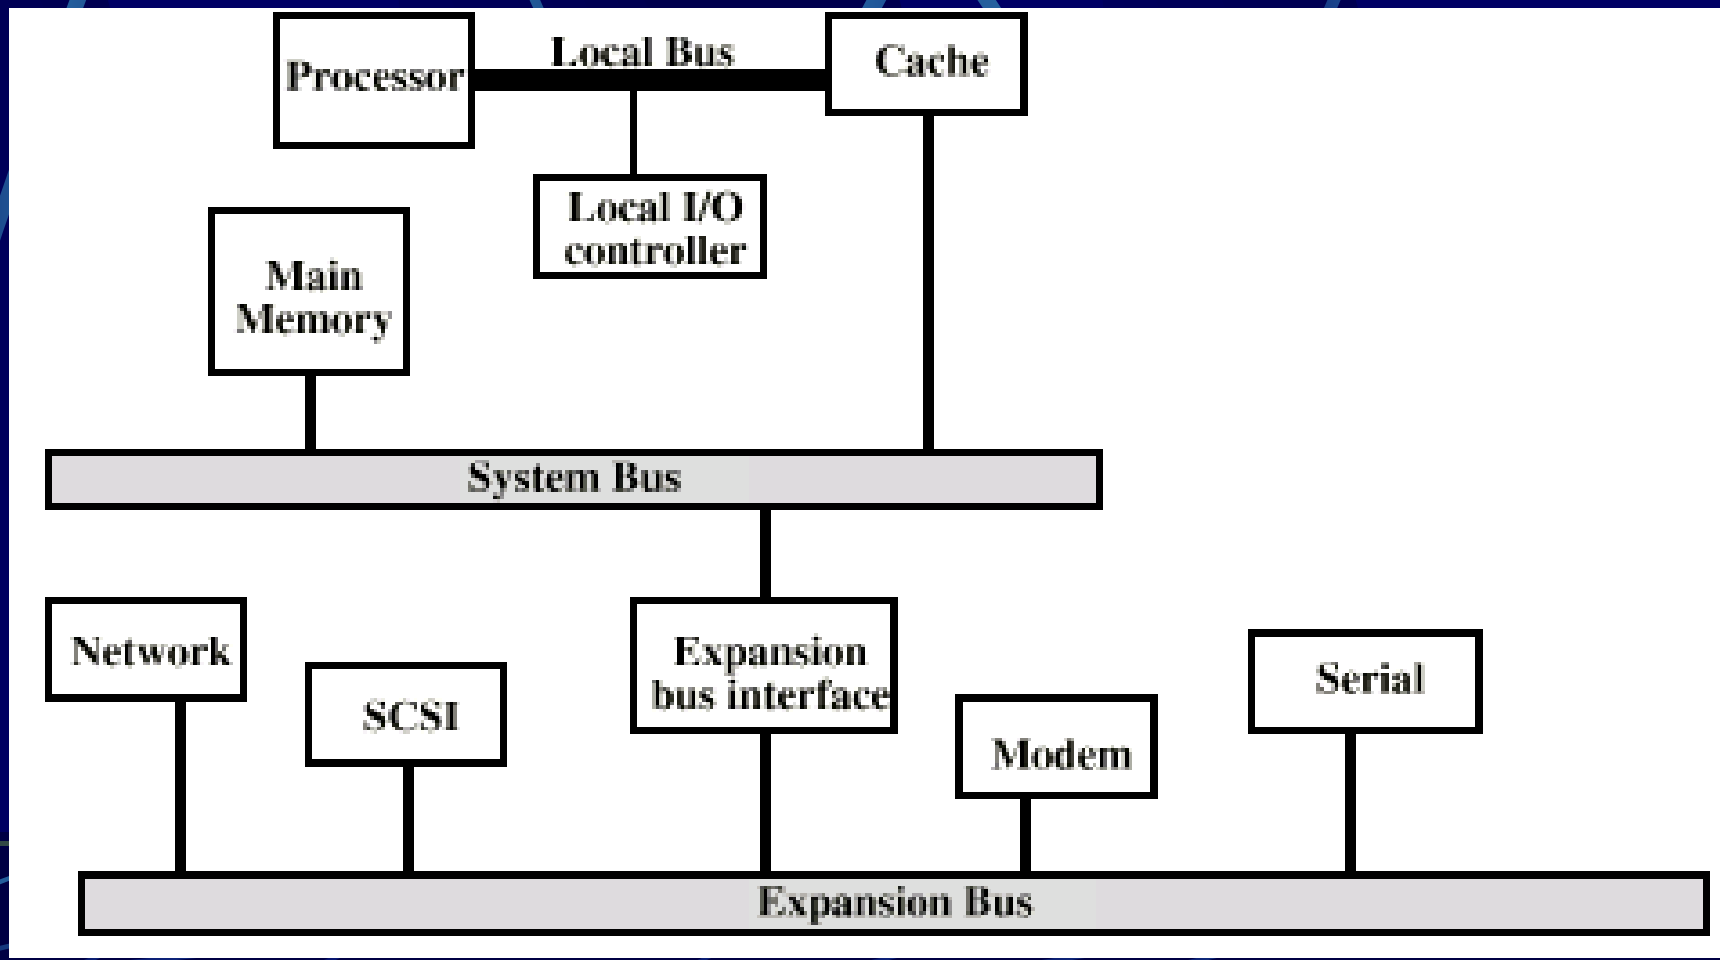 Local Bus
Processor
Cache
Local I/O
controller
Main
Memory
System Bus
Network
SCSI
Expansion
bus interface
Modem
Serial
Expansion Bus